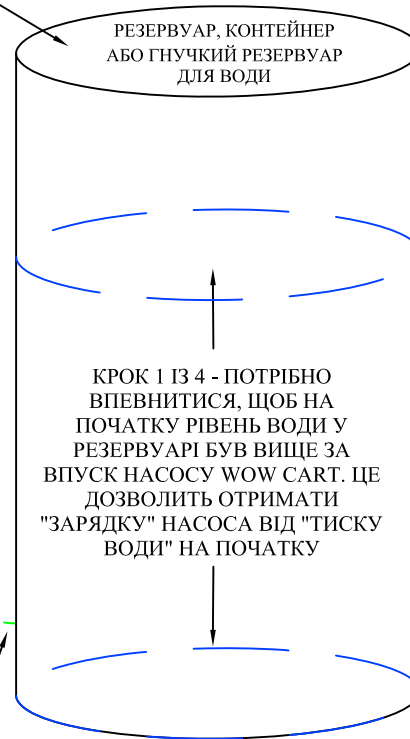 РЕЗЕРВУАР, КОНТЕЙНЕР
АБО ГНУЧКИЙ РЕЗЕРВУАР
ДЛЯ ВОДИ
КРОК 1 ІЗ 4 - ПОТРІБНО
ВПЕВНИТИСЯ, ЩОБ НА
ПОЧАТКУ РІВЕНЬ ВОДИ У
РЕЗЕРВУАРІ БУВ ВИЩЕ ЗА
ВПУСК НАСОСУ WOW CART. ЦЕ
ДОЗВОЛИТЬ ОТРИМАТИ
"ЗАРЯДКУ" НАСОСА ВІД "ТИСКУ
ВОДИ" НА ПОЧАТКУ